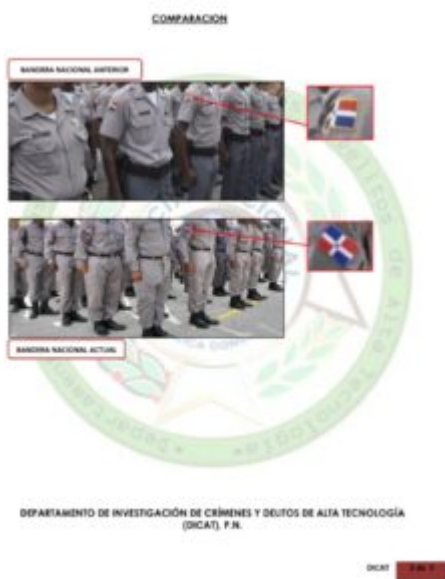 COMPARACION
BANDERA NACIONAL ANTERIOR
BANDERA NACIONAL ACTUAL
DEPARTAMENTO DE INVESTIGACIÓN DE CRÍMENES Y DELITOS DE ALTA TECNOLOGÍA
(DICAT), P.N.
DICAT